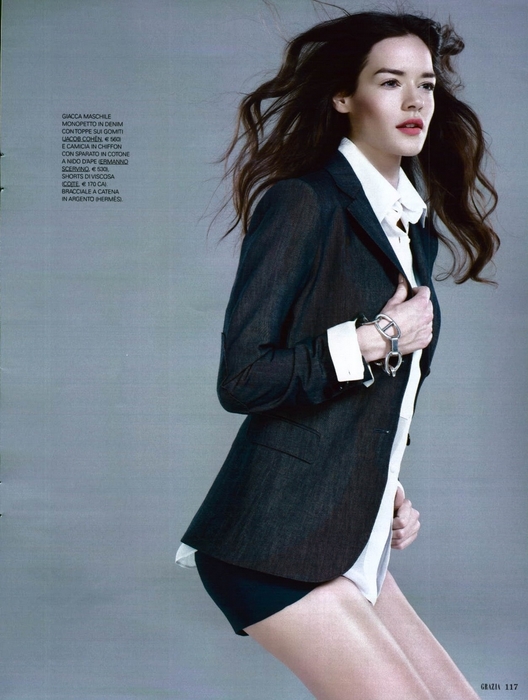 GIACCA MASCHILE
MONOPETTO IN DENIM
CON TOPPE SUI GOMITI
(JACOB COHËN, € 560)
E CAMICIA IN CHIFFON
CON SPARATO IN COTONE
A NIDO D'APE (ERMANNO
SCERVINO, € 530),
SHORTS DI VISCOSA
(COITE, € 170 CA).
BRACCIALE A CATENA
IN ARGENTO (HERMÈS).
GRAZIA 117